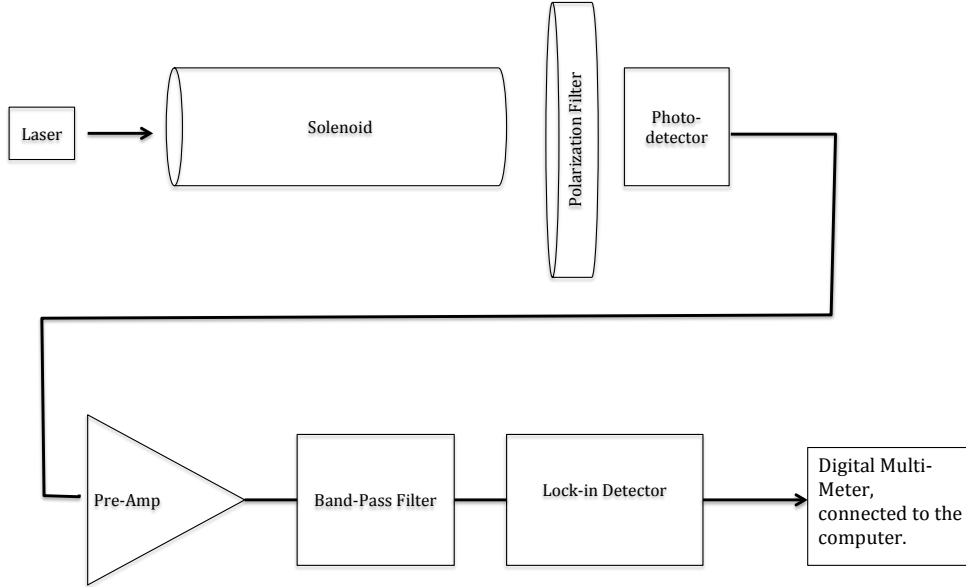 Laser
Solenoid
Polarization Filter
Photo-
detector
Pre-Amp
Band-Pass Filter
Lock-in Detector
Digital Multi-
Meter,
connected to the
computer.